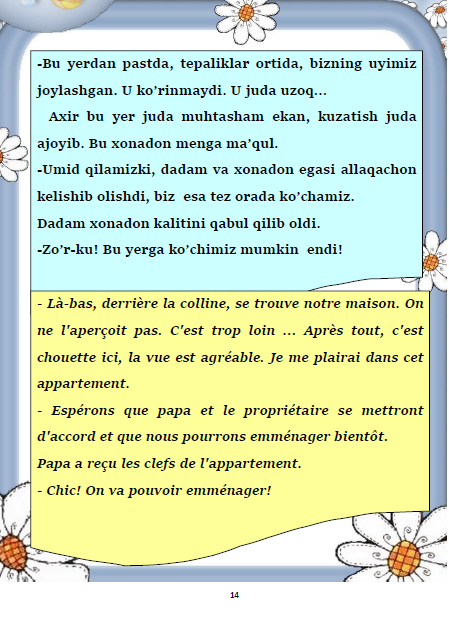 -Bu yerdan pastda, tepaliklar ortida, bizning uyimiz
joylashgan. U ko’rinmaydi. U juda uzoq...
Axir bu yer juda muhtasham ekan, kuzatish juda
ajoyib. Bu xonadon menga ma’qul.
-Umid qilamizki, dadam va xonadon egasi allaqachon
kelishib olishdi, biz esa tez orada ko’chamiz.
Dadam xonadon kalitini qabul qilib oldi.
-Zo’r-ku! Bu yerga ko’chimiz mumkin endi!
- Là-bas, derrière la colline, se trouve notre maison. On
ne l'aperçoit pas. C'est trop loin ... Après tout, c'est
chouette ici, la vue est agréable. Je me plairai dans cet
appartement.
- Espérons que papa et le propriétaire se mettront
d'accord et que nous pourrons emménager bientôt.
Papa a reçu les clefs de l'appartement.
- Chic! On va pouvoir emménager!
14